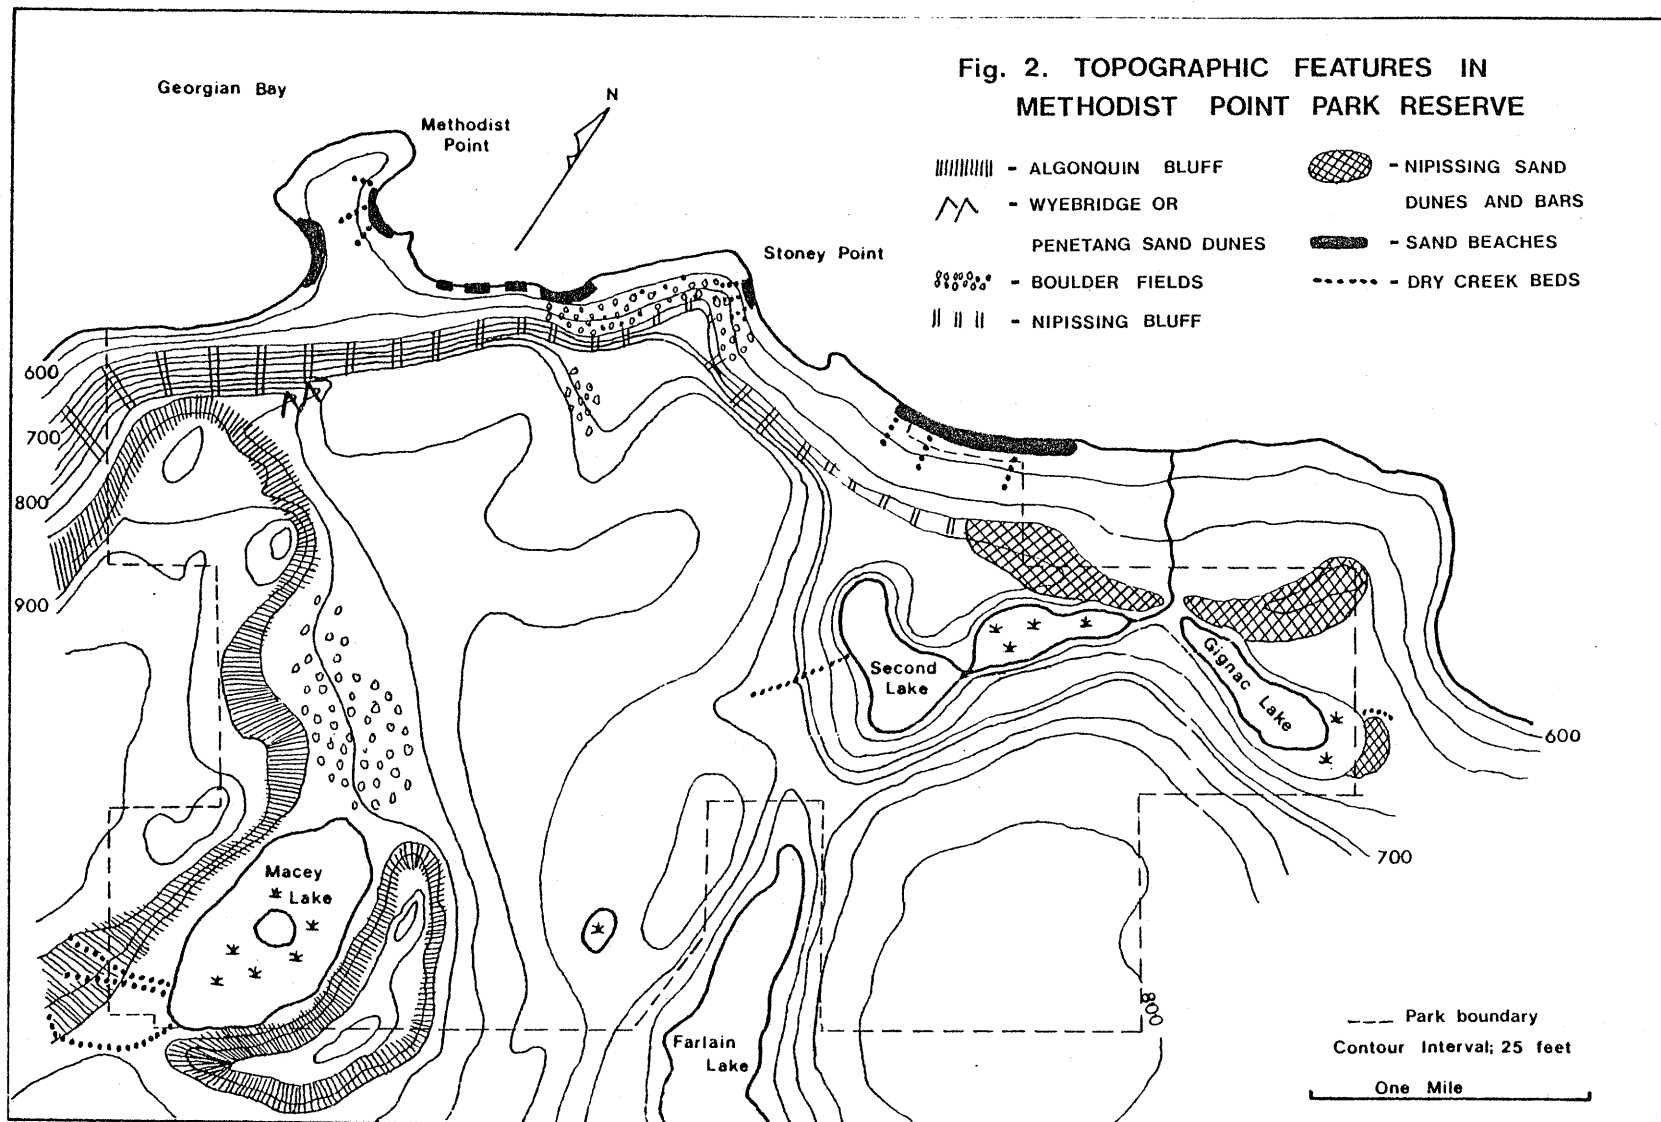 Fig. 2. TOPOGRAPHIC FEATURES IN
METHODIST POINT PARK RESERVE
Georgian Bay
N
Methodist
Point
Stoney Point
- ALGONQUIN BLUFF
- WYEBRIDGE OR
PENETANG SAND DUNES
- BOULDER FIELDS
- NIPISSING BLUFF
- NIPISSING SAND
DUNES AND BARS
- SAND BEACHES
- DRY CREEK BEDS
600
700
800
900
Second
Lake
Gignac Lake
600
700
Macey
Lake
800
Farlain
Lake
Park boundary
Contour Interval; 25 feet
One Mile